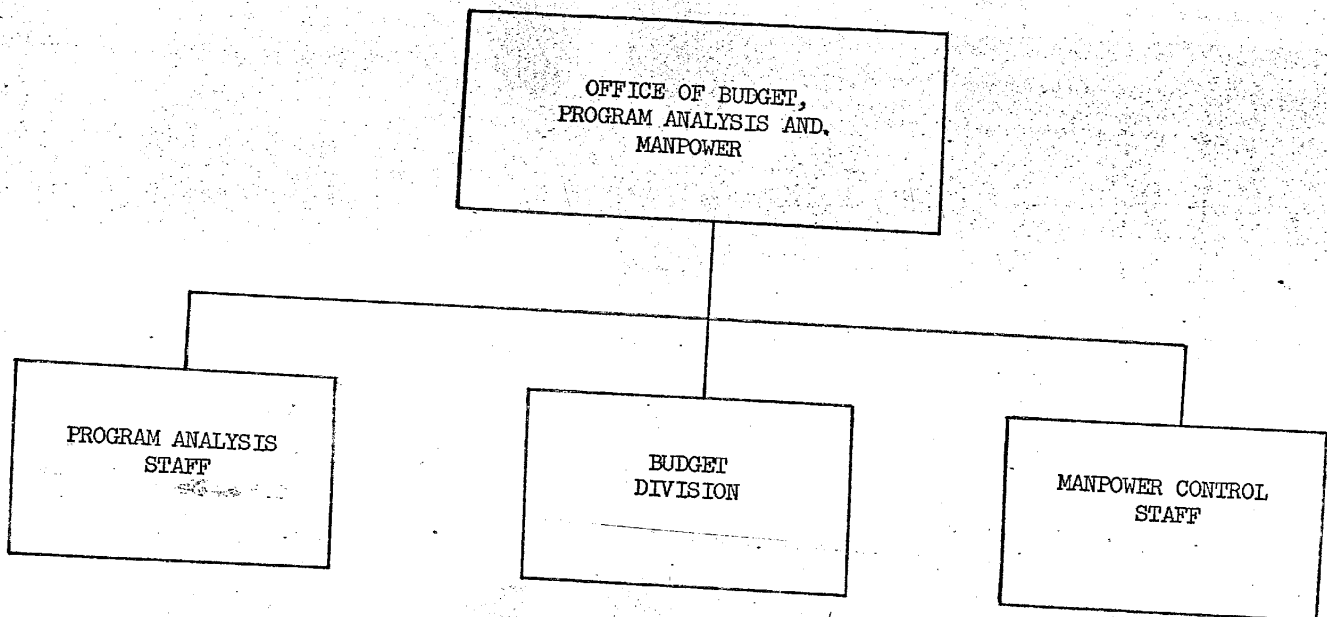 OFFICE OF BUDGET,
PROGRAM ANALYSIS AND.
MANPOWER
PROGRAM ANALYSIS
STAFF
BUDGET
DIVISION
MANPOWER CONTROL
STAFF